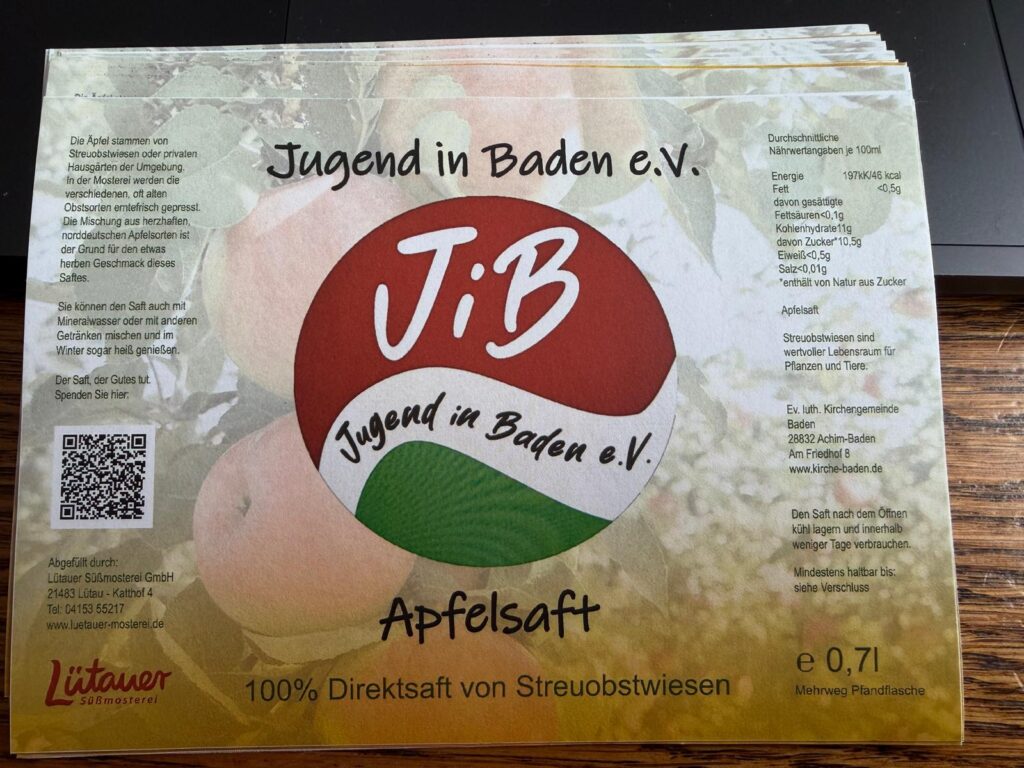 Die Äpfel stammen von
Streuobstwiesen oder privaten
Hausgärten der Umgebung.
In der Mosterei werden die
verschiedenen, oft alten
Obstsorten erntefrisch gepresst.
Die Mischung aus herzhaften,
norddeutschen Apfelsorten ist
der Grund für den etwas
herben Geschmack dieses
Saftes.
Sie können den Saft auch mit
Mineralwasser oder mit anderen
Getränken mischen und im
Winter sogar heiß genießen.
Der Saft, der Gutes tut.
Spenden Sie hier:
Abgefüllt durch:
Lütauer Süßmosterei GmbH
21483 Lütau - Katthof 4
Tel: 04153 55217
www.luetauer-mosterei.de
Lütauer
Süßmosterei
Jugend in Baden e.V.
JiB
Jugend in Baden e.V.
Apfelsaft
100% Direktsaft von Streuobstwiesen
Durchschnittliche
Nährwertangaben je 100ml
Energie 197kK/46 kcal
Fett <0,5g
davon gesättigte
Fettsäuren<0,1g
Kohlenhydrate11g
davon Zucker*10,5g
Eiweiß<0,5g
Salz<0,01g
*enthält von Natur aus Zucker
Apfelsaft
Streuobstwiesen sind
wertvoller Lebensraum für
Pflanzen und Tiere.
Ev. luth. Kirchengemeinde
Baden
28832 Achim-Baden
Am Friedhof 8
www.kirche-baden.de
Den Saft nach dem Öffnen
kühl lagern und innerhalb
weniger Tage verbrauchen.
Mindestens haltbar bis:
siehe Verschluss
e 0,7l
Mehrweg Pfandflasche